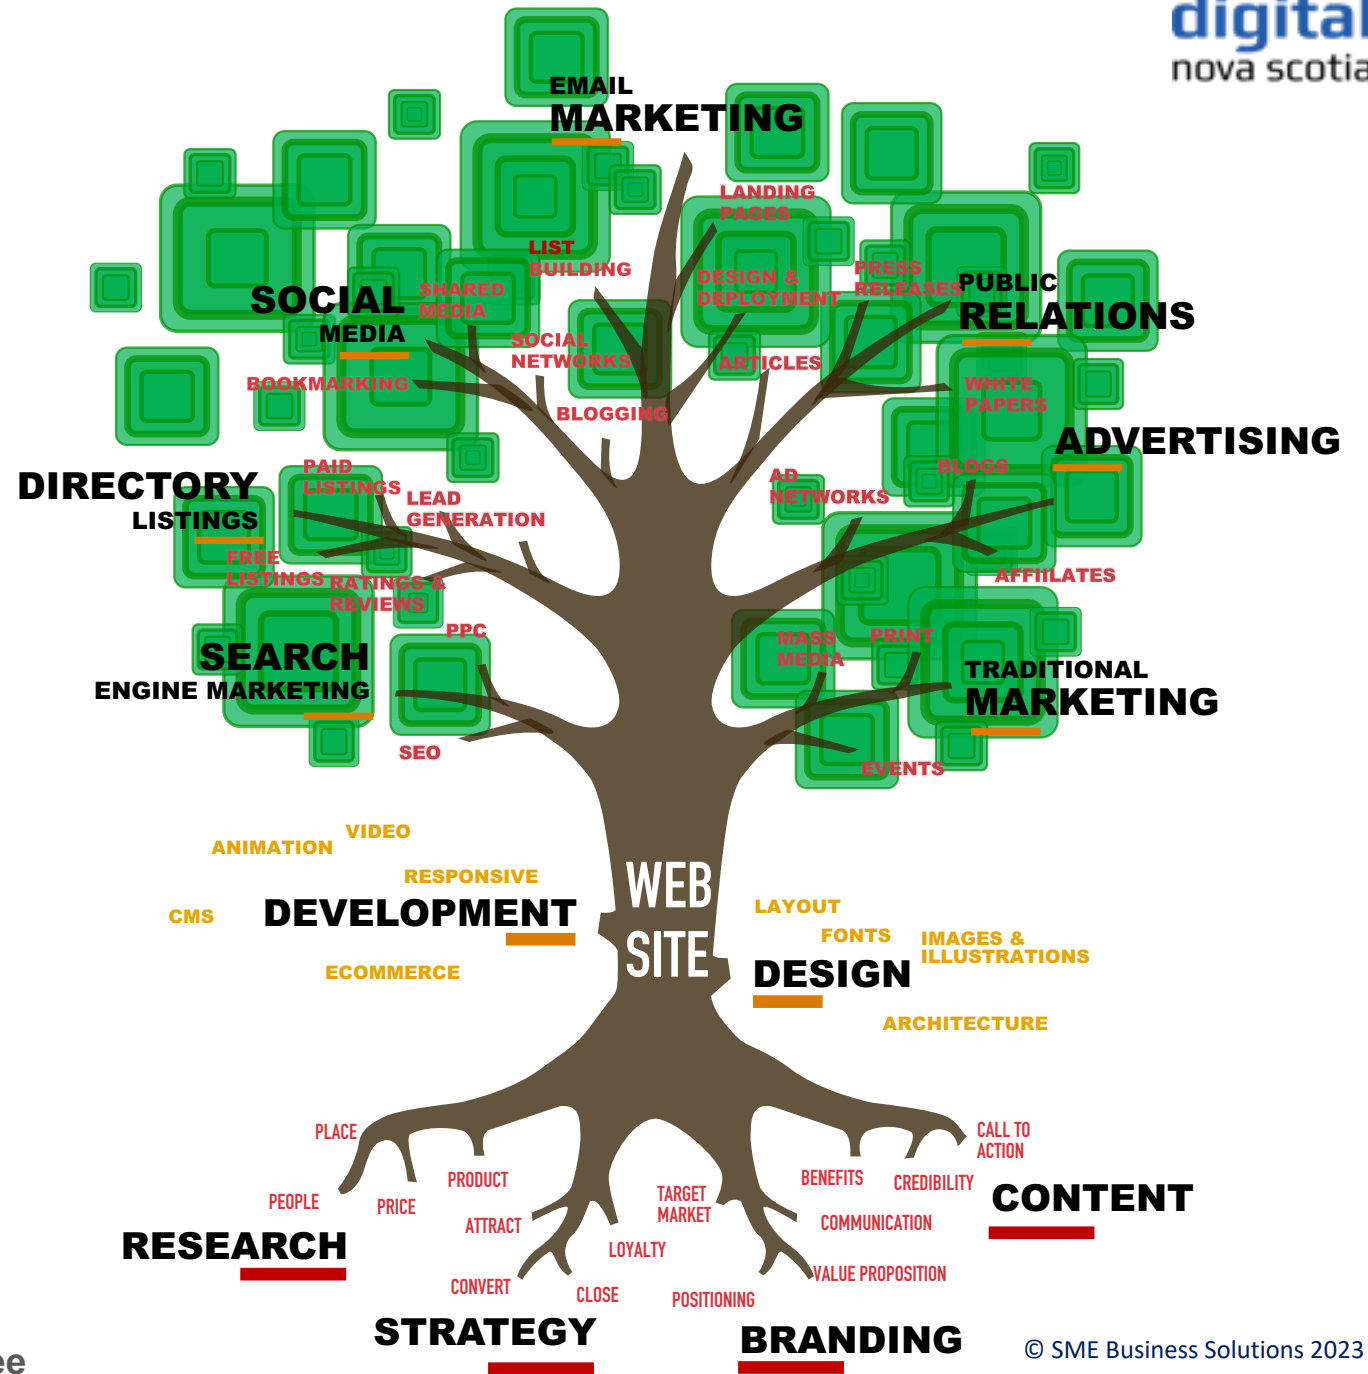 digital
nova scotia
EMAIL
MARKETING
LANDING
PAGES
LIST
BUILDING
DESIGN &
DEPLOYMENT
PRESS
RELEASES
PUBLIC
RELATIONS
SOCIAL
MEDIA
SHARED
MEDIA
SOCIAL
NETWORKS
ARTICLES
BOOKMARKING
BLOGGING
WHITE
PAPERS
ADVERTISING
DIRECTORY
LISTINGS
PAID
LISTINGS
LEAD
GENERATION
AD
NETWORKS
BLOGS
FREE
LISTINGS
RATINGS &
REVIEWS
AFFIILATES
SEARCH
ENGINE MARKETING
PPC
SEO
MASS
MEDIA
PRINT
TRADITIONAL
MARKETING
EVENTS
VIDEO
ANIMATION
RESPONSIVE
CMS
DEVELOPMENT
ECOMMERCE
WEB
SITE
LAYOUT
FONTS
IMAGES &
ILLUSTRATIONS
DESIGN
ARCHITECTURE
PLACE
PEOPLE
PRICE
PRODUCT
RESEARCH
ATTRACT
CONVERT
CLOSE
LOYALTY
STRATEGY
TARGET
MARKET
POSITIONING
VALUE PROPOSITION
COMMUNICATION
BRANDING
BENEFITS
CREDIBILITY
CALL TO
ACTION
CONTENT
ee
© SME Business Solutions 2023